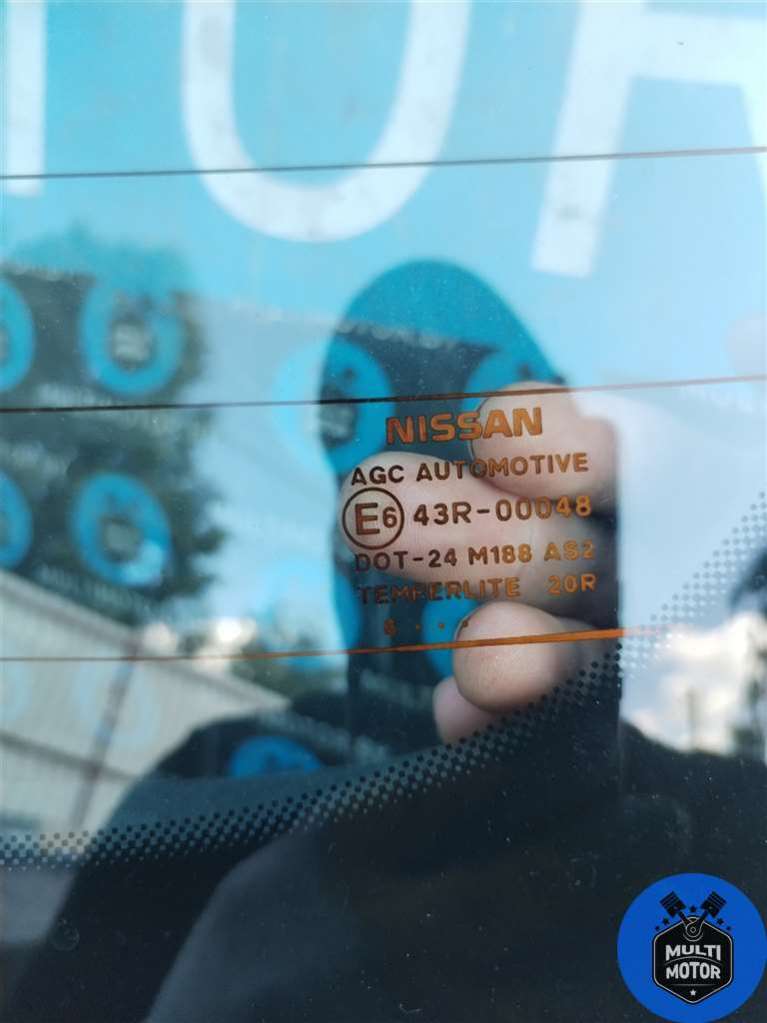 NISSAN
AGC AUTOMOTIVE
E6 43R-00048
DOT-24 M188 AS2
TEMPERLITE 20R
MULTI
MOTOR